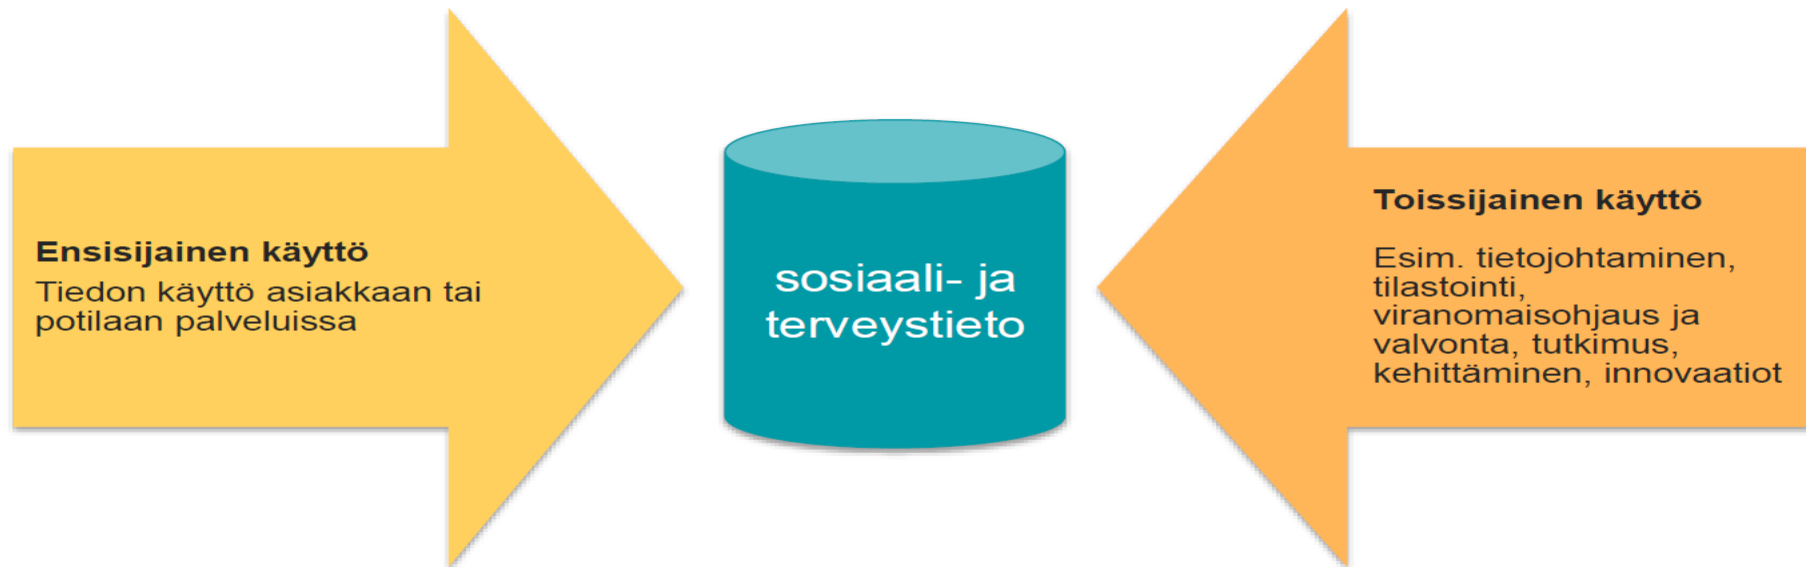 Ensisijainen käyttö
Tiedon käyttö asiakkaan tai
potilaan palveluissa
sosiaali- ja
terveystieto
Toissijainen käyttö
Esim. tietojohtaminen,
tilastointi,
viranomaisohjaus ja
valvonta, tutkimus,
kehittäminen, innovaatiot